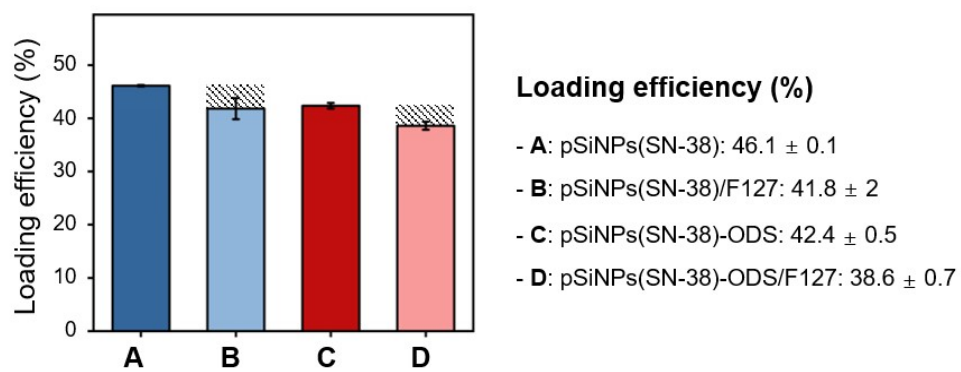 Loading efficiency (%)
50
40
30
20
10
0
A B C D
Loading efficiency (%)
- A: pSiNPs(SN-38): 46.1 ± 0.1
- B: pSiNPs(SN-38)/F127: 41.8 ± 2
- C: pSiNPs(SN-38)-ODS: 42.4 ± 0.5
- D: pSiNPs(SN-38)-ODS/F127: 38.6 ± 0.7